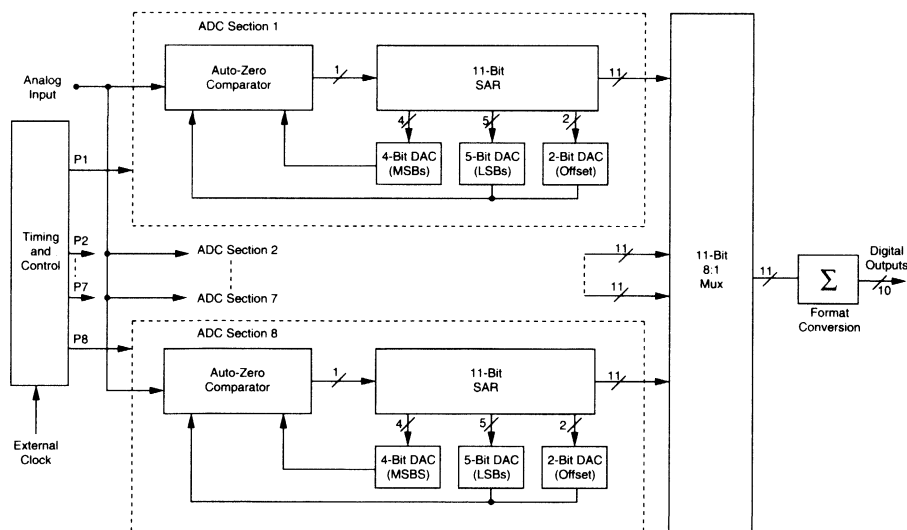 ADC Section 1
Analog
Input
Auto-Zero
Comparator
1
11-Bit
SAR
11
4
5
2
4-Bit DAC
(MSBs)
5-Bit DAC
(LSBs)
2-Bit DAC
(Offset)
P1
Timing
and
Control
P2
P7
P8
ADC Section 2
ADC Section 7
11
11
11-Bit
8:1
Mux
11
Σ
Digital
Outputs
10
Format
Conversion
ADC Section 8
Auto-Zero
Comparator
1
11-Bit
SAR
11
4
5
2
4-Bit DAC
(MSBS)
5-Bit DAC
(LSBs)
2-Bit DAC
(Offset)
External
Clock